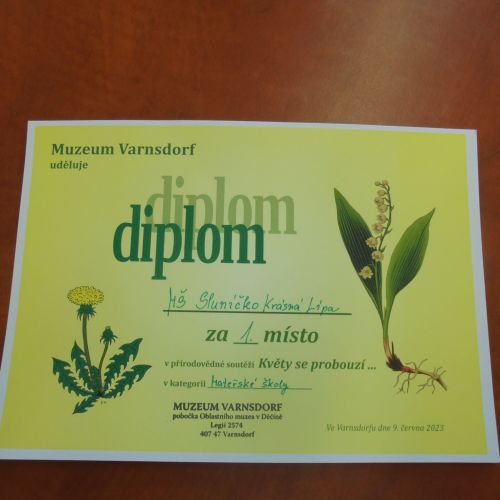 Muzeum Varnsdorf
uděluje
diplom
diplom
MŠ Sluníčko Krásná Lípa
za 1. místo
v přírodovědné soutěži Květy se probouzí ...
v kategorii Mateřské školy
MUZEUM VARNSDORF
pobočka Oblastního muzea v Děčíně
Legií 2574
407 47 Varnsdorf
Ve Varnsdorfu dne 9. června 2023